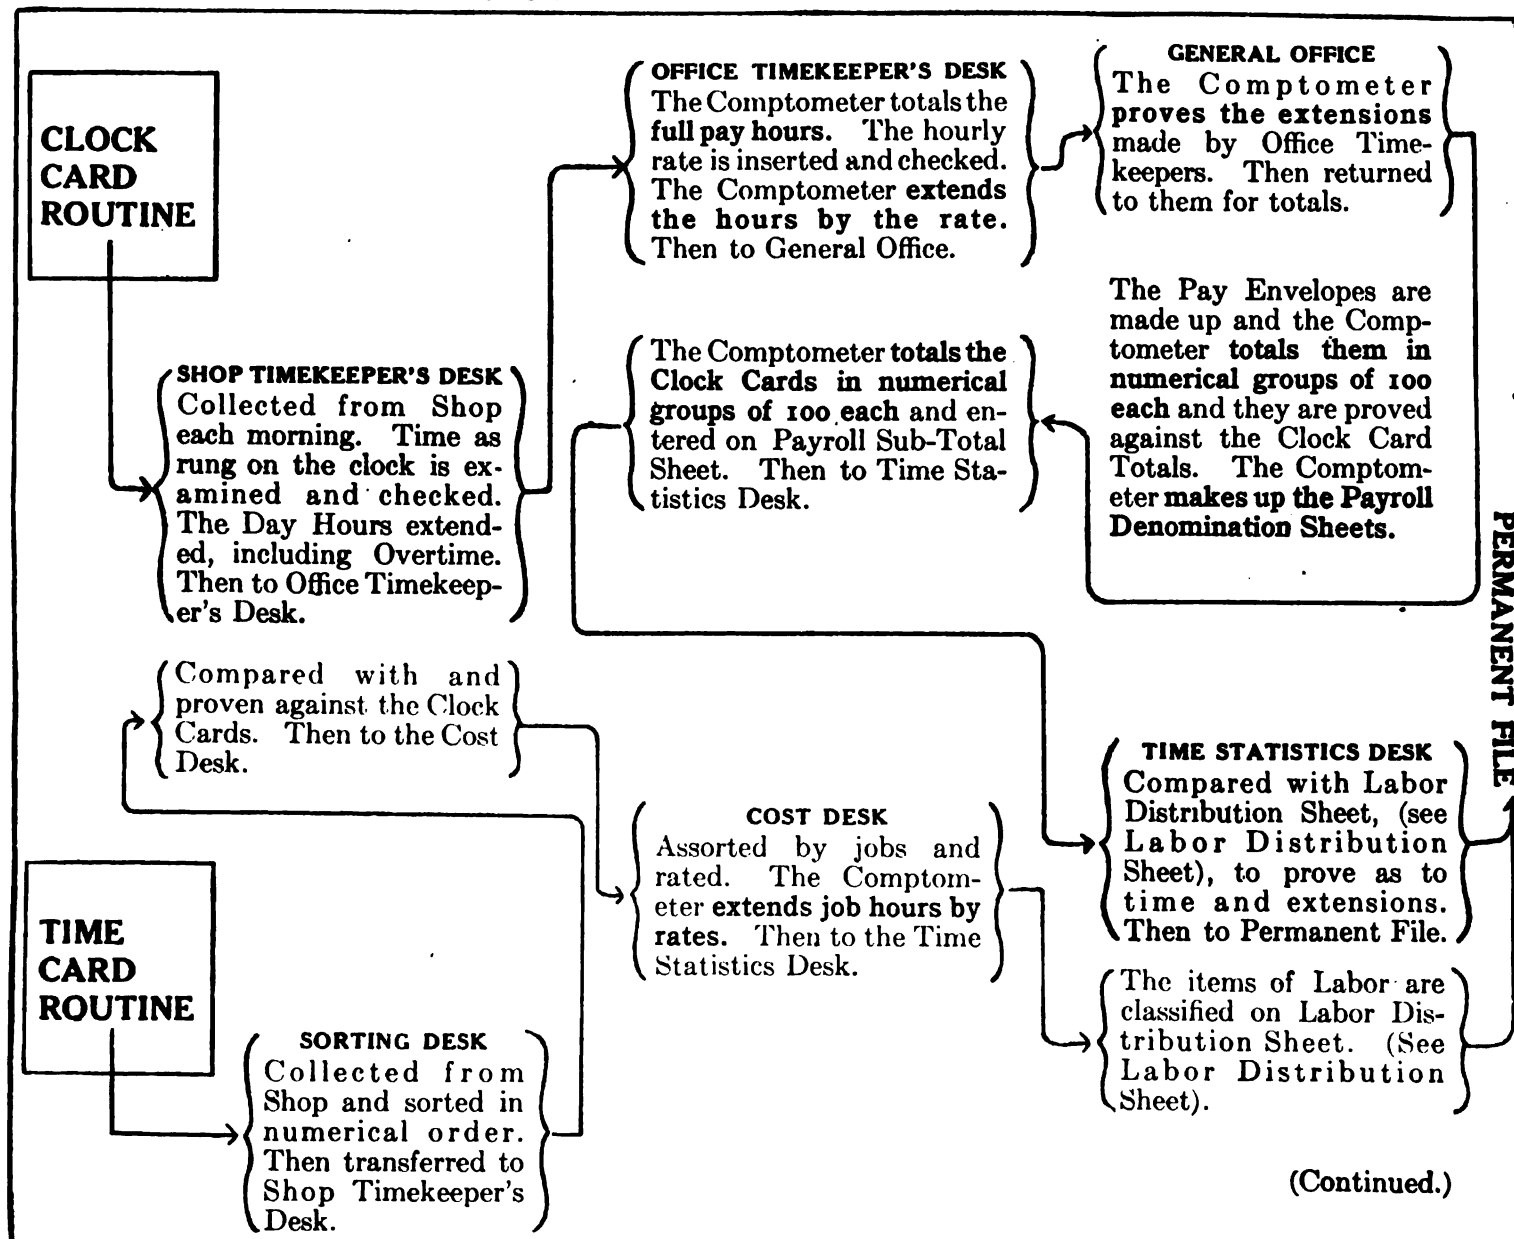 CLOCK
CARD
ROUTINE
SHOP TIMEKEEPER'S DESK
Collected from Shop
each morning. Time as
rung on the clock is ex-
amined and checked.
The Day Hours extend-
ed, including Overtime.
Then to Office Timekeep-
er's Desk.
OFFICE TIMEKEEPER'S DESK
The Comptometer totals the
full pay hours. The hourly
rate is inserted and checked.
The Comptometer extends
the hours by the rate.
Then to General Office.
GENERAL OFFICE
The Comptometer
proves the extensions
made by Office Time-
keepers. Then returned
to them for totals.
The Comptometer totals the
Clock Cards in numerical
groups of 100 each and en-
tered on Payroll Sub-Total
Sheet. Then to Time Sta-
tistics Desk.
The Pay Envelopes are
made up and the Comp-
tometer totals them in
numerical groups of 100
each and they are proved
against the Clock Card
Totals. The Comptom-
eter makes up the Payroll
Denomination Sheets.
PERMANENT FILE
TIME STATISTICS DESK
Compared with Labor
Distribution Sheet, (see
Labor Distribution
Sheet), to prove as to
time and extensions.
Then to Permanent File.
TIME
CARD
ROUTINE
SORTING DESK
Collected from
Shop and sorted in
numerical order.
Then transferred to
Shop Timekeeper's
Desk.
Compared with and
proven against the Clock
Cards. Then to the Cost
Desk.
COST DESK
Assorted by jobs and
rated. The Comptom-
eter extends job hours by
rates. Then to the Time
Statistics Desk.
The items of Labor are
classified on Labor Dis-
tribution Sheet. (See
Labor Distribution
Sheet).
(Continued.)